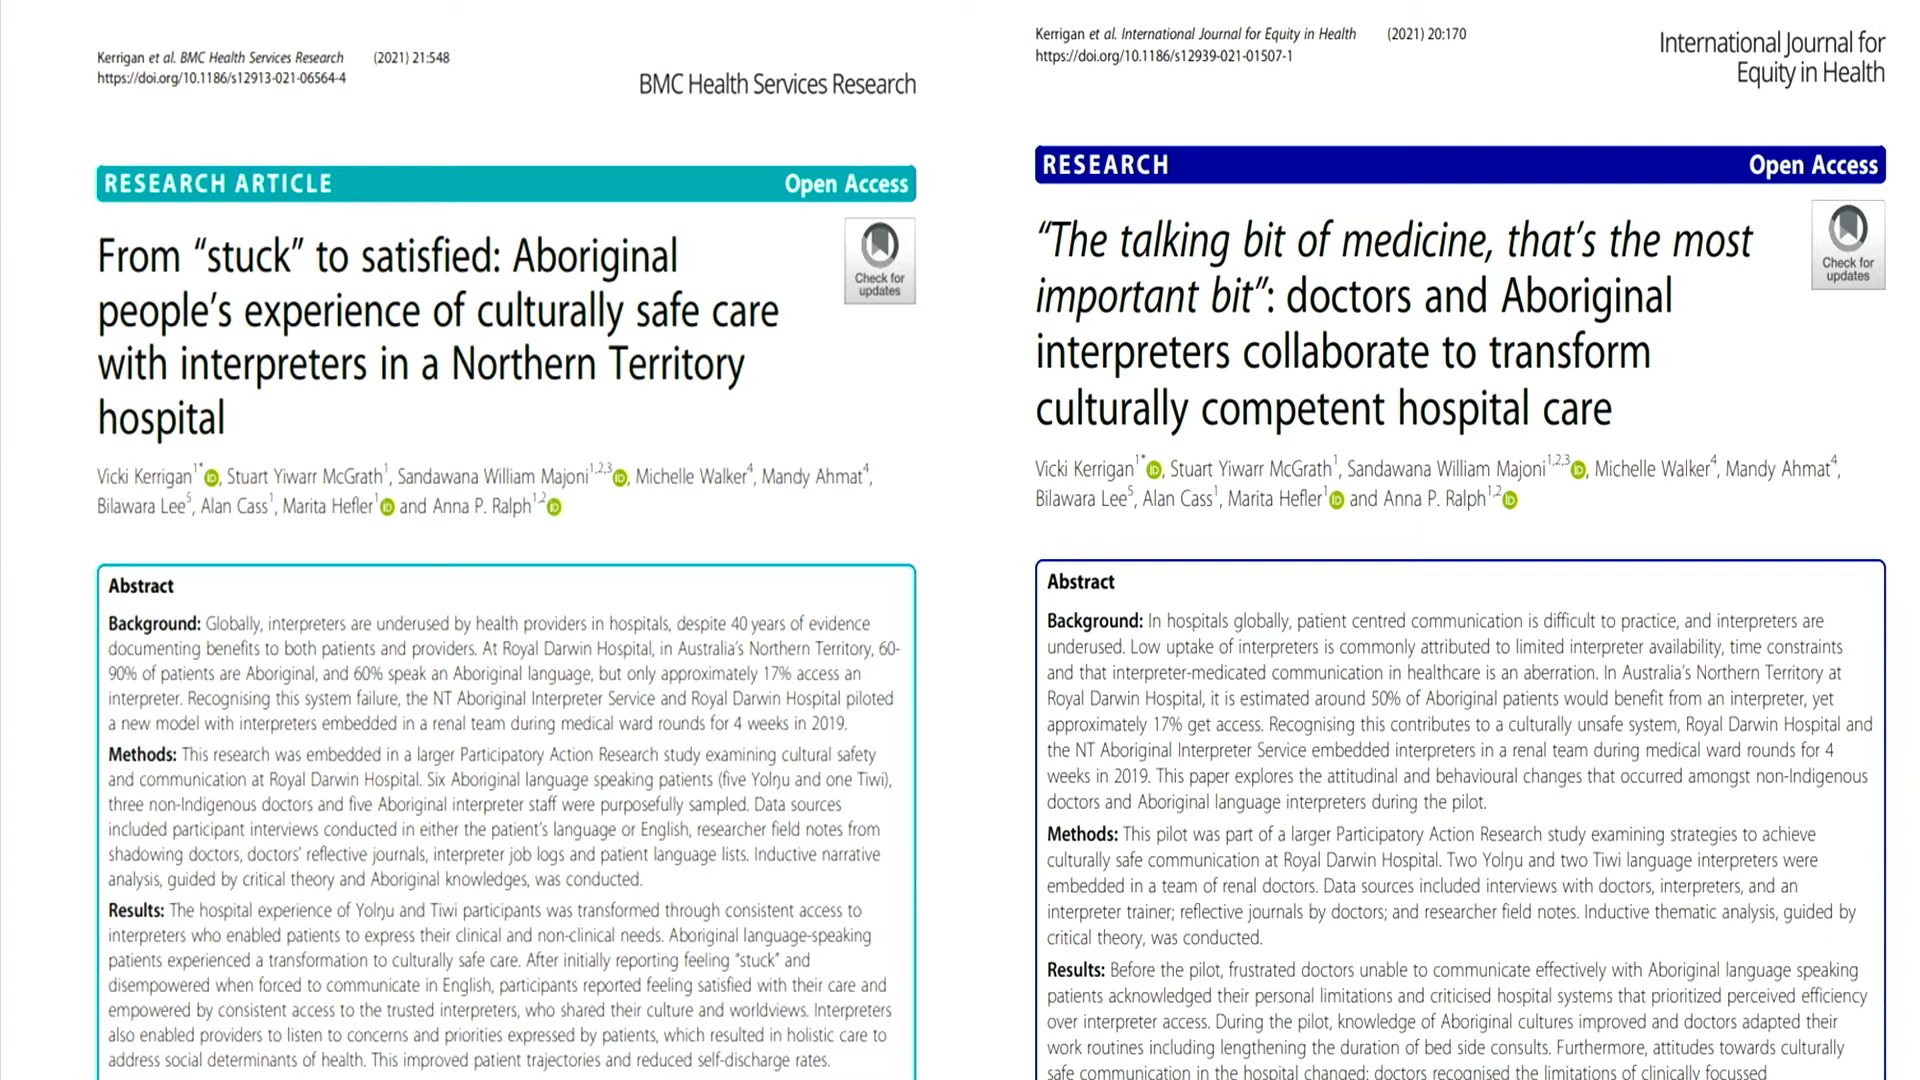 Kerrigan et al. BMC Health Services Research (2021) 21:548
https://doi.org/10.1186/s12913-021-06564-4
BMC Health Services Research
RESEARCH ARTICLE Open Access
From “stuck” to satisfied: Aboriginal
people’s experience of culturally safe care
with interpreters in a Northern Territory
hospital
Check for
updates
Vicki Kerrigan1*, Stuart Yiwarr McGrath1, Sandawana William Majoni1,2,3, Michelle Walker4, Mandy Ahmat4,
Bilawara Lee5, Alan Cass1, Marita Hefler1 and Anna P. Ralph1,2
Abstract
Background: Globally, interpreters are underused by health providers in hospitals, despite 40 years of evidence
documenting benefits to both patients and providers. At Royal Darwin Hospital, in Australia’s Northern Territory, 60-
90% of patients are Aboriginal, and 60% speak an Aboriginal language, but only approximately 17% access an
interpreter. Recognising this system failure, the NT Aboriginal Interpreter Service and Royal Darwin Hospital piloted
a new model with interpreters embedded in a renal team during medical ward rounds for 4 weeks in 2019.
Methods: This research was embedded in a larger Participatory Action Research study examining cultural safety
and communication at Royal Darwin Hospital. Six Aboriginal language speaking patients (five Yolŋu and one Tiwi),
three non-Indigenous doctors and five Aboriginal interpreter staff were purposefully sampled. Data sources
included participant interviews conducted in either the patient’s language or English, researcher field notes from
shadowing doctors, doctors’ reflective journals, interpreter job logs and patient language lists. Inductive narrative
analysis, guided by critical theory and Aboriginal knowledges, was conducted.
Results: The hospital experience of Yolŋu and Tiwi participants was transformed through consistent access to
interpreters who enabled patients to express their clinical and non-clinical needs. Aboriginal language-speaking
patients experienced a transformation to culturally safe care. After initially reporting feeling “stuck” and
disempowered when forced to communicate in English, participants reported feeling satisfied with their care and
empowered by consistent access to the trusted interpreters, who shared their culture and worldviews. Interpreters
also enabled providers to listen to concerns and priorities expressed by patients, which resulted in holistic care to
address social determinants of health. This improved patient trajectories and reduced self-discharge rates.
Kerrigan et al. International Journal for Equity in Health (2021) 20:170
https://doi.org/10.1186/s12939-021-01507-1
International Journal for
Equity in Health
RESEARCH Open Access
“The talking bit of medicine, that’s the most
important bit”: doctors and Aboriginal
interpreters collaborate to transform
culturally competent hospital care
Check for
updates
Vicki Kerrigan1*, Stuart Yiwarr McGrath1, Sandawana William Majoni1,2,3, Michelle Walker4, Mandy Ahmat4,
Bilawara Lee5, Alan Cass1, Marita Hefler1 and Anna P. Ralph1,2
Abstract
Background: In hospitals globally, patient centred communication is difficult to practice, and interpreters are
underused. Low uptake of interpreters is commonly attributed to limited interpreter availability, time constraints
and that interpreter-medicated communication in healthcare is an aberration. In Australia’s Northern Territory at
Royal Darwin Hospital, it is estimated around 50% of Aboriginal patients would benefit from an interpreter, yet
approximately 17% get access. Recognising this contributes to a culturally unsafe system, Royal Darwin Hospital and
the NT Aboriginal Interpreter Service embedded interpreters in a renal team during medical ward rounds for 4
weeks in 2019. This paper explores the attitudinal and behavioural changes that occurred amongst non-Indigenous
doctors and Aboriginal language interpreters during the pilot.
Methods: This pilot was part of a larger Participatory Action Research study examining strategies to achieve
culturally safe communication at Royal Darwin Hospital. Two Yolŋu and two Tiwi language interpreters were
embedded in a team of renal doctors. Data sources included interviews with doctors, interpreters, and an
interpreter trainer; reflective journals by doctors; and researcher field notes. Inductive thematic analysis, guided by
critical theory, was conducted.
Results: Before the pilot, frustrated doctors unable to communicate effectively with Aboriginal language speaking
patients acknowledged their personal limitations and criticised hospital systems that prioritized perceived efficiency
over interpreter access. During the pilot, knowledge of Aboriginal cultures improved and doctors adapted their
work routines including lengthening the duration of bed side consults. Furthermore, attitudes towards culturally
safe communication in the hospital changed: doctors recognised the limitations of clinically focussed